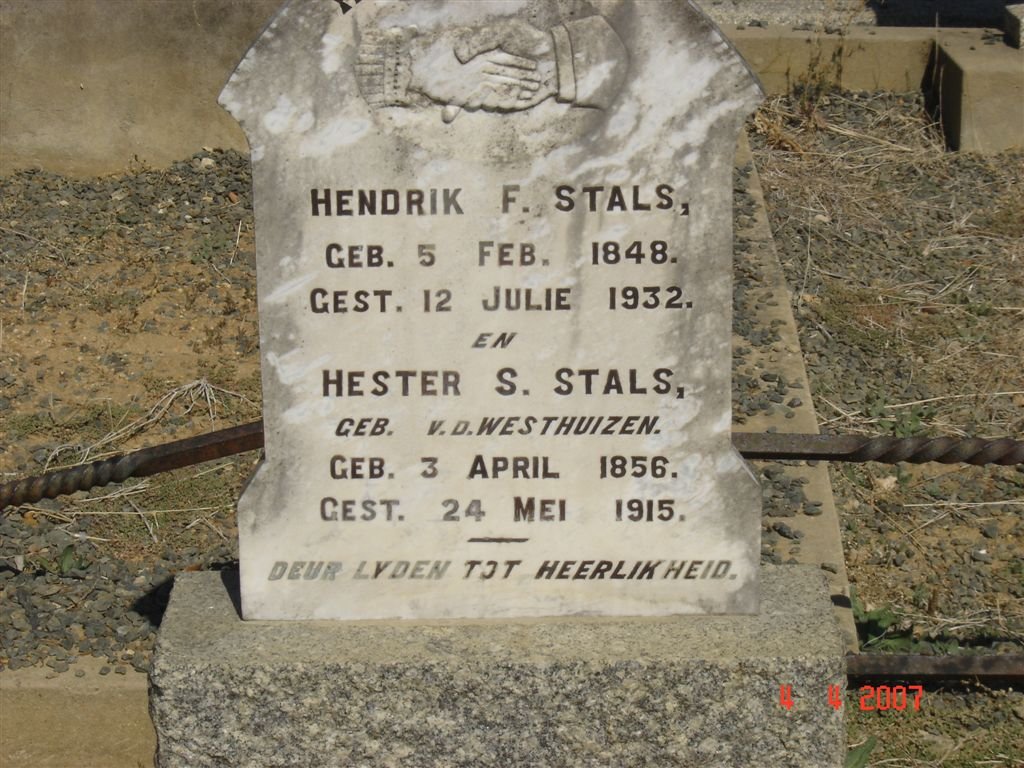 HENDRIK F. STALS,
GEB. 5 FEB. 1848.
GEST. 12 JULIE 1932.
EN
HESTER S. STALS,
GEB. V.D. WESTHUIZEN.
GEB. 3 APRIL 1856.
GEST. 24 MEI 1915.
DEUR LYDEN TOT HEERLIKHEID.
4 4 2007